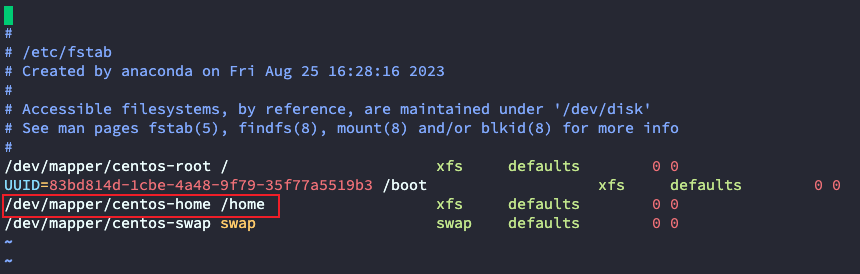 #
# /etc/fstab
# Created by anaconda on Fri Aug 25 16:28:16 2023
#
# Accessible filesystems, by reference, are maintained under '/dev/disk'
# See man pages fstab(5), findfs(8), mount(8) and/or blkid(8) for more info
#
/dev/mapper/centos-root / xfs defaults 0 0
UUID=83bd814d-1cbe-4a48-9f79-35f77a5519b3 /boot xfs defaults 0 0
/dev/mapper/centos-home /home xfs defaults 0 0
/dev/mapper/centos-swap swap swap defaults 0 0
~
~